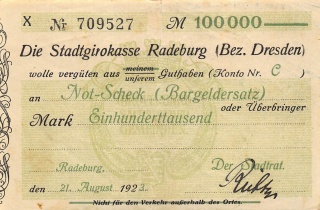 X № 709527 M 100000
Die Stadtgirokasse Radeburg (Bez. Dresden)
wolle vergüten aus meinem unserem Guthaben (Konto Nr. C )
an Not-Scheck (Bargeldersatz) oder Überbringer
Mark Einhunderttausend
Radeburg, Der Stadtrat.
den 21. August 1923.
Nicht für den Verkehr außerhalb des Ortes.